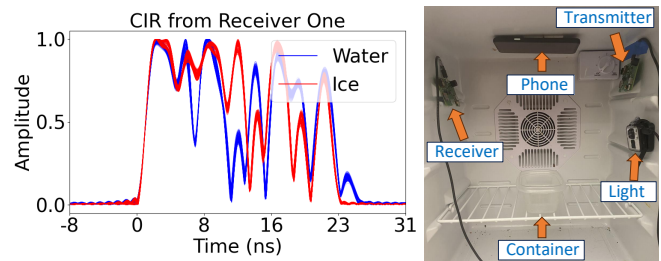 CIR from Receiver One
Amplitude
1.0
0.5
0.0
Water
Ice
-8
0
8
16
23
31
Time (ns)
Transmitter
Phone
Receiver
Light
Container